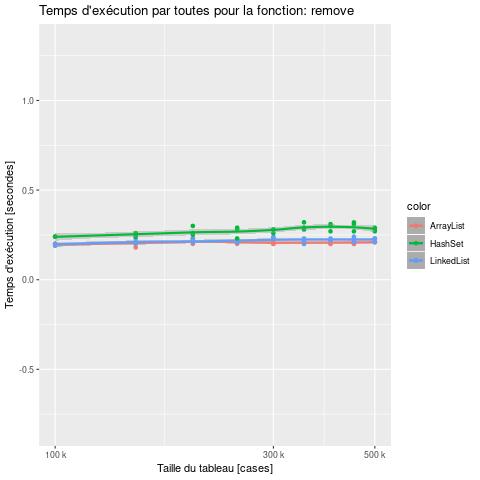 Temps d'exécution par toutes pour la fonction: remove
1.0
0.5
0.0
-0.5
Temps d'exécution [secondes]
100 k
300 k
500 k
Taille du tableau [cases]
color
ArrayList
HashSet
LinkedList